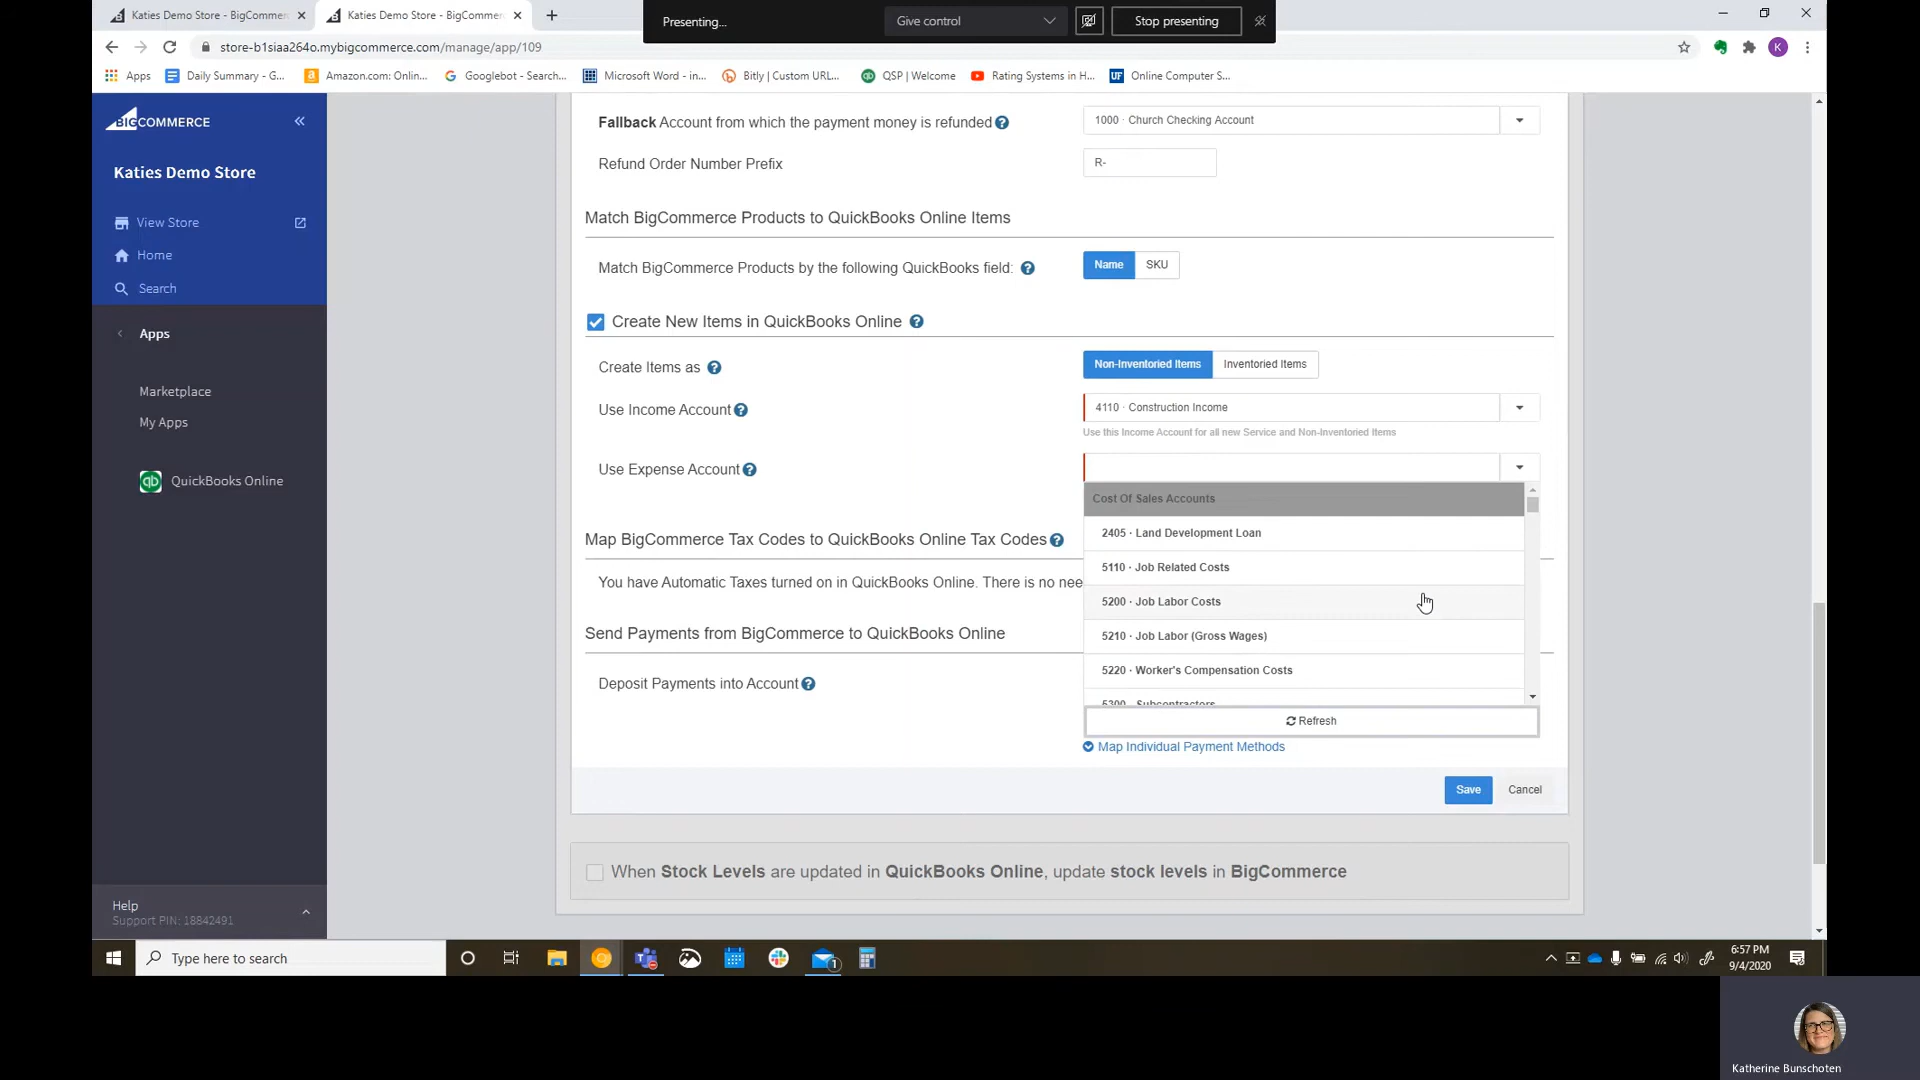 Katies Demo Store - BigCommerc
Katies Demo Store - BigCommerc
Presenting...
Give control
Stop presenting
store-b1siaa264o.mybigcommerce.com/manage/app/109
K
Apps
Daily Summary - G...
Amazon.com: Onlin...
Googlebot - Search...
Microsoft Word - in...
Bitly | Custom URL...
QSP | Welcome
Rating Systems in H...
UF
Online Computer S...
BIGCOMMERCE
Katies Demo Store
View Store
Home
Search
Apps
Marketplace
My Apps
qb
QuickBooks Online
Help
Support PIN: 18842491
Fallback Account from which the payment money is refunded
1000 · Church Checking Account
Refund Order Number Prefix
R-
Match BigCommerce Products to QuickBooks Online Items
Match BigCommerce Products by the following QuickBooks field:
Name
SKU
Create New Items in QuickBooks Online
Create Items as
Non-Inventoried Items
Inventoried Items
Use Income Account
4110 · Construction Income
Use this Income Account for all new Service and Non-Inventoried Items
Use Expense Account
Cost Of Sales Accounts
2405 · Land Development Loan
5110 · Job Related Costs
5200 · Job Labor Costs
5210 · Job Labor (Gross Wages)
5220 · Worker's Compensation Costs
5300 · Subcontractors
Refresh
Map BigCommerce Tax Codes to QuickBooks Online Tax Codes
You have Automatic Taxes turned on in QuickBooks Online. There is no nee
Send Payments from BigCommerce to QuickBooks Online
Deposit Payments into Account
Map Individual Payment Methods
Save
Cancel
When Stock Levels are updated in QuickBooks Online, update stock levels in BigCommerce
Type here to search
1
6:57 PM
9/4/2020
Katherine Bunschoten